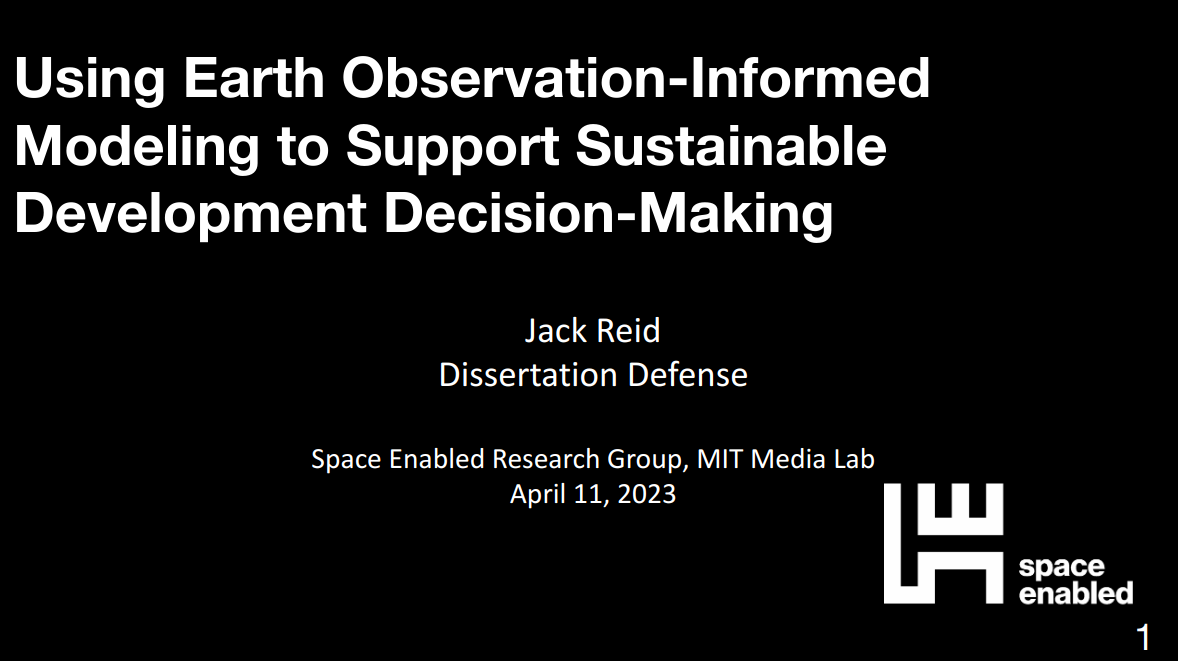 Using Earth Observation-Informed
Modeling to Support Sustainable
Development Decision-Making
Jack Reid
Dissertation Defense
Space Enabled Research Group, MIT Media Lab
April 11, 2023
space
enabled
1